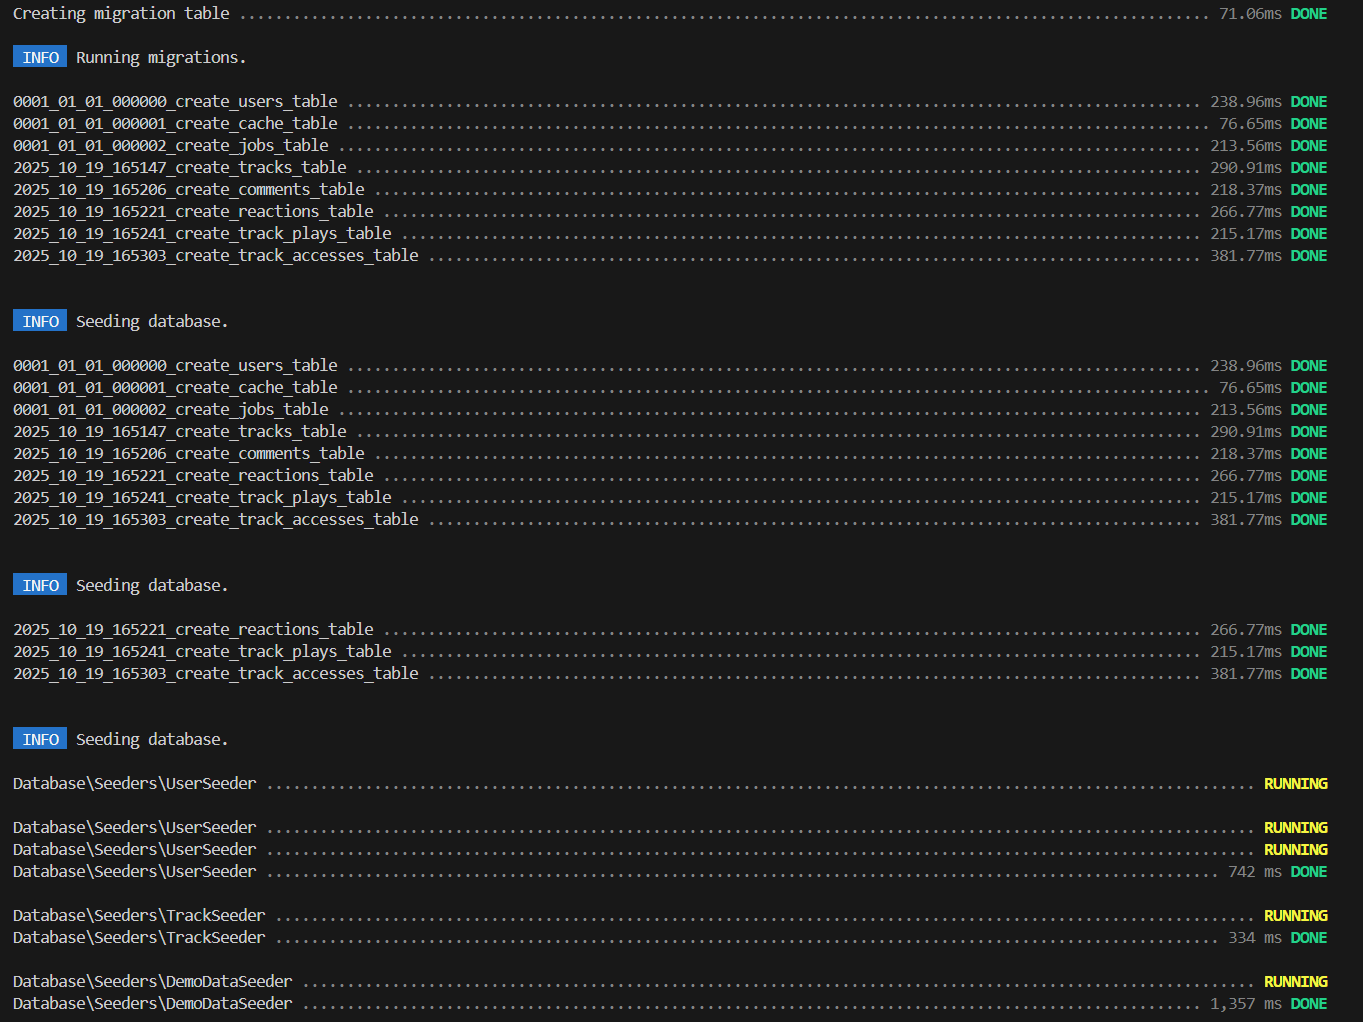 Creating migration table ........................................................................................................... 71.06ms DONE
INFO Running migrations.
0001_01_01_000000_create_users_table ............................................................................................... 238.96ms DONE
0001_01_01_000001_create_cache_table ................................................................................................ 76.65ms DONE
0001_01_01_000002_create_jobs_table ................................................................................................ 213.56ms DONE
2025_10_19_165147_create_tracks_table .............................................................................................. 290.91ms DONE
2025_10_19_165206_create_comments_table ............................................................................................ 218.37ms DONE
2025_10_19_165221_create_reactions_table ........................................................................................... 266.77ms DONE
2025_10_19_165241_create_track_plays_table ......................................................................................... 215.17ms DONE
2025_10_19_165303_create_track_accesses_table ...................................................................................... 381.77ms DONE
INFO Seeding database.
0001_01_01_000000_create_users_table ............................................................................................... 238.96ms DONE
0001_01_01_000001_create_cache_table ................................................................................................ 76.65ms DONE
0001_01_01_000002_create_jobs_table ................................................................................................ 213.56ms DONE
2025_10_19_165147_create_tracks_table .............................................................................................. 290.91ms DONE
2025_10_19_165206_create_comments_table ............................................................................................ 218.37ms DONE
2025_10_19_165221_create_reactions_table ........................................................................................... 266.77ms DONE
2025_10_19_165241_create_track_plays_table ......................................................................................... 215.17ms DONE
2025_10_19_165303_create_track_accesses_table ...................................................................................... 381.77ms DONE
INFO Seeding database.
2025_10_19_165221_create_reactions_table ........................................................................................... 266.77ms DONE
2025_10_19_165241_create_track_plays_table ......................................................................................... 215.17ms DONE
2025_10_19_165303_create_track_accesses_table ...................................................................................... 381.77ms DONE
INFO Seeding database.
Database\Seeders\UserSeeder ............................................................................................................. RUNNING
Database\Seeders\UserSeeder ............................................................................................................. RUNNING
Database\Seeders\UserSeeder ............................................................................................................. RUNNING
Database\Seeders\UserSeeder ......................................................................................................... 742 ms DONE
Database\Seeders\TrackSeeder ............................................................................................................ RUNNING
Database\Seeders\TrackSeeder ........................................................................................................ 334 ms DONE
Database\Seeders\DemoDataSeeder ......................................................................................................... RUNNING
Database\Seeders\DemoDataSeeder ................................................................................................... 1,357 ms DONE